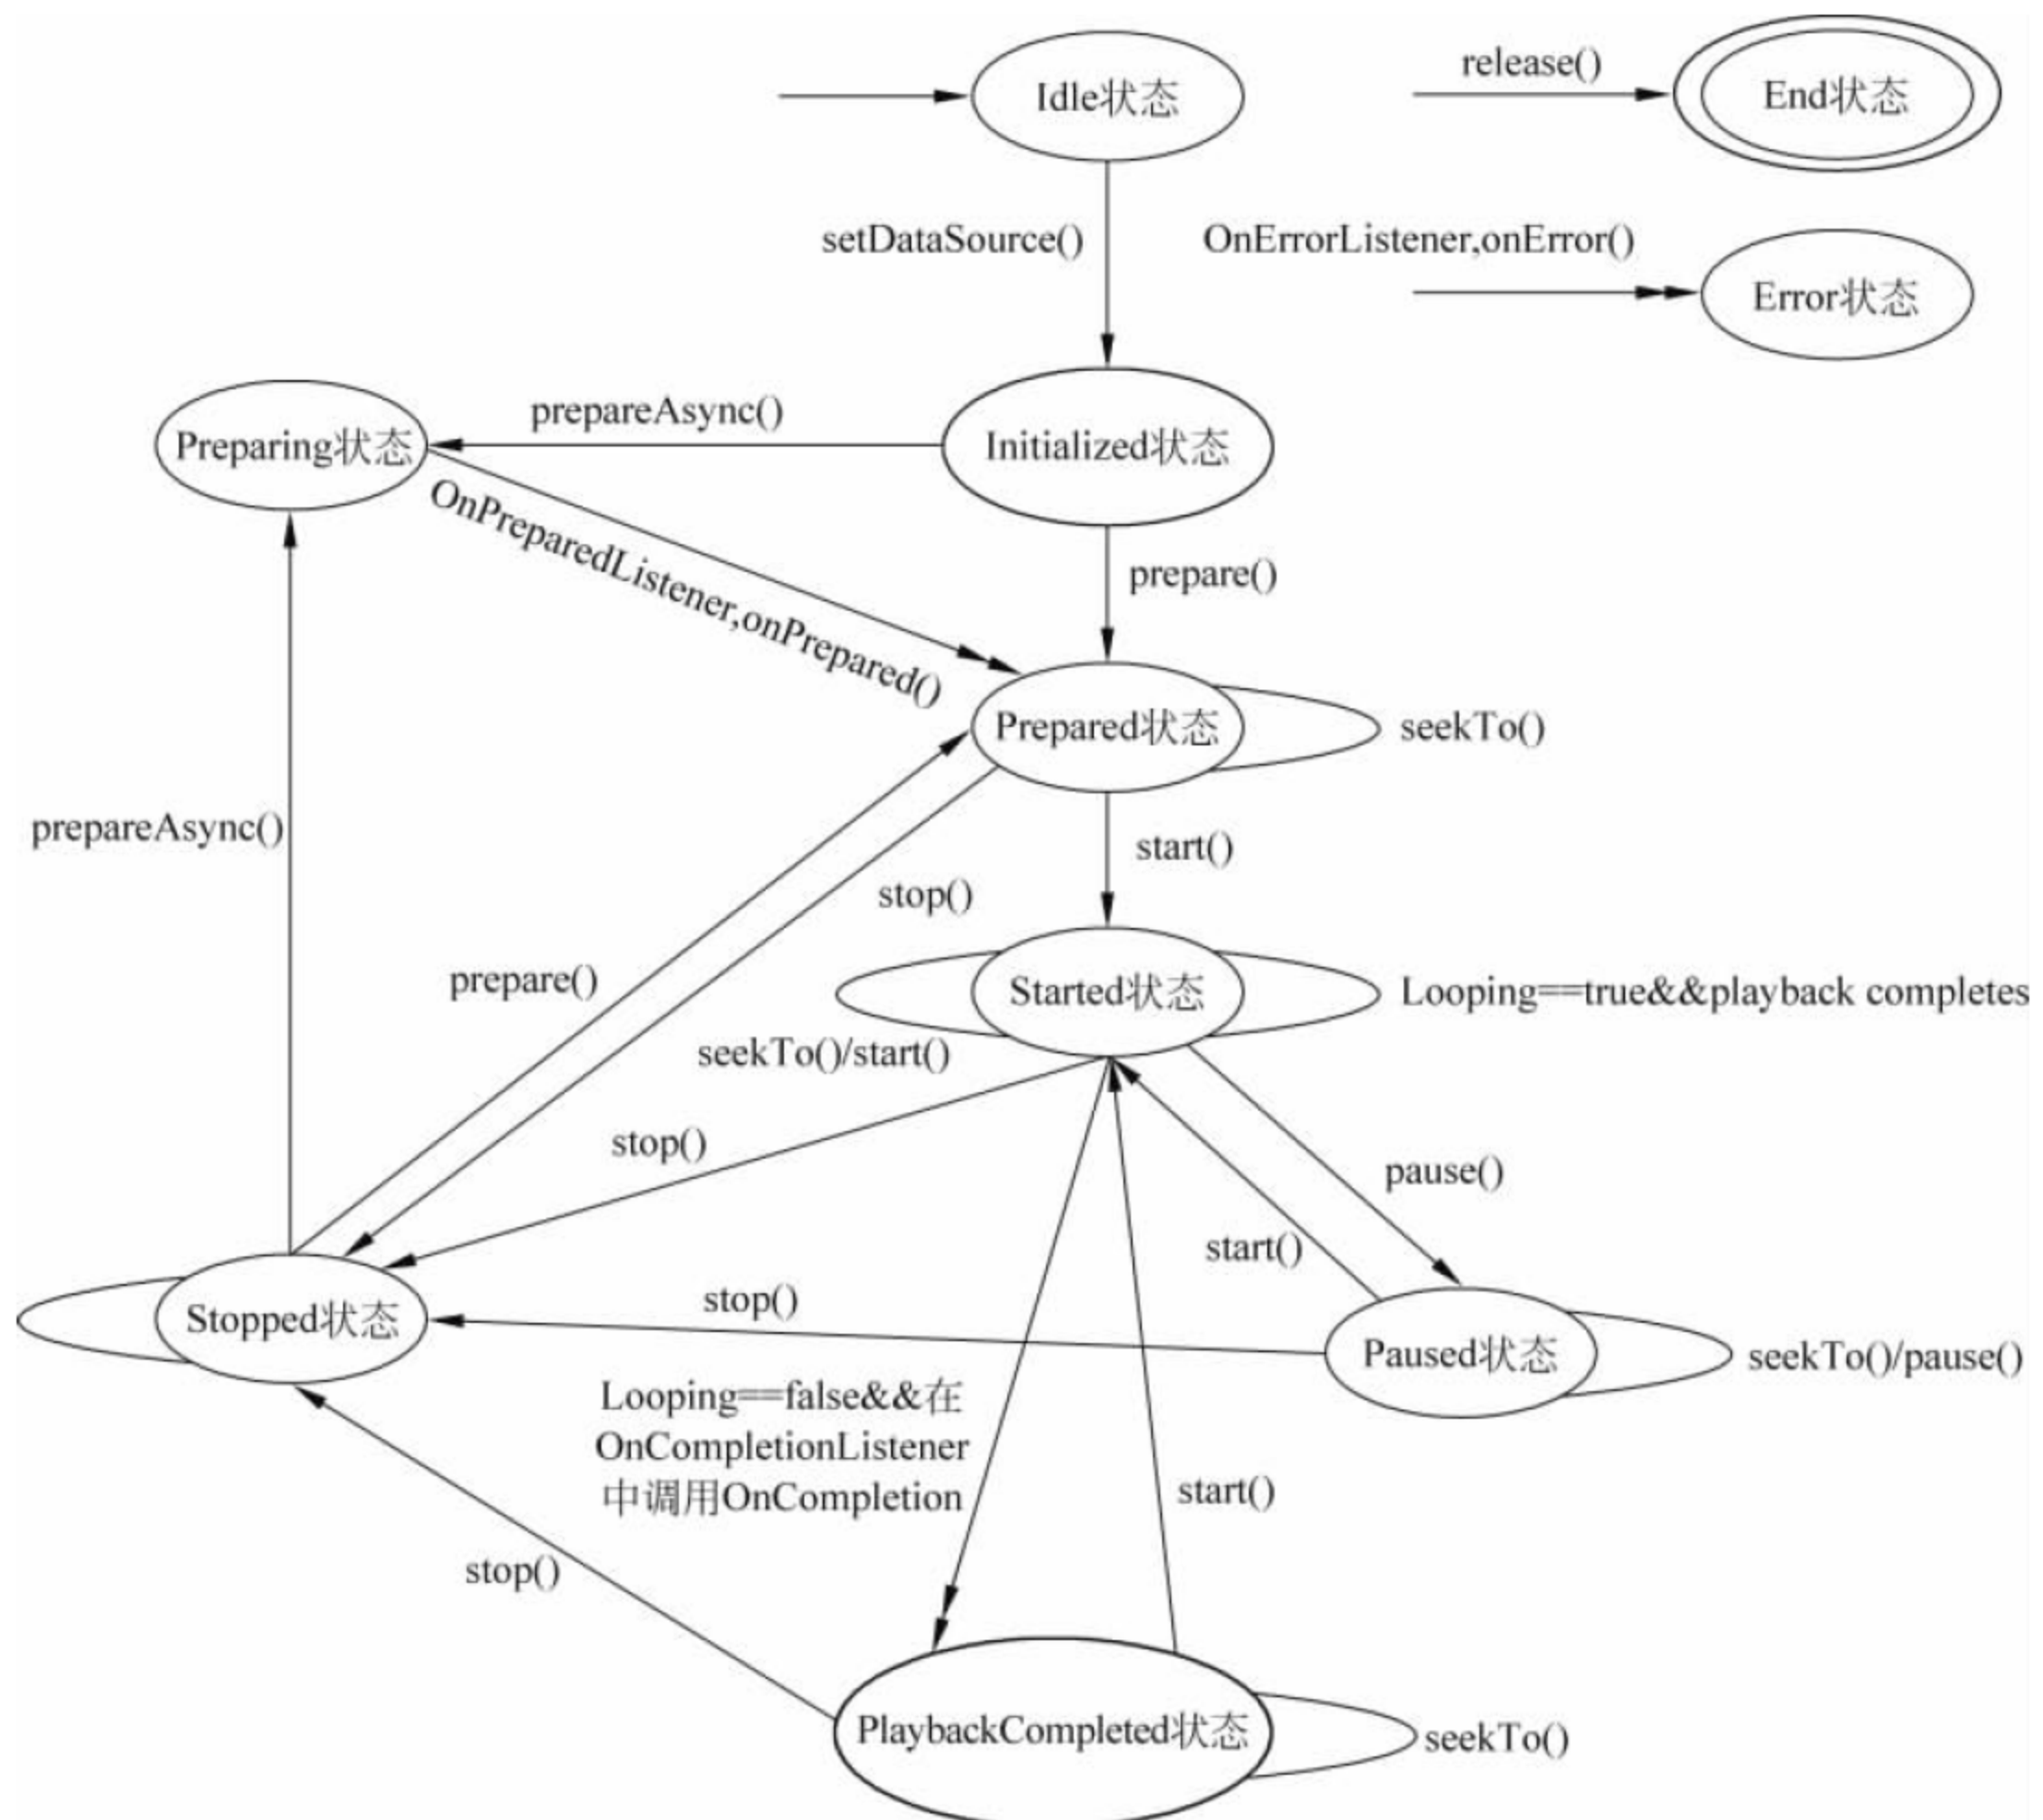 Idle状态
release()
End状态
setDataSource()
OnErrorListener,onError()
Error状态
Preparing状态
prepareAsync()
Initialized状态
OnPreparedListener,onPrepared()
prepare()
Prepared状态
seekTo()
prepareAsync()
start()
stop()
prepare()
Started状态
Looping==true&&playback completes
seekTo()/start()
stop()
pause()
start()
stop()
Stopped状态
Paused状态
seekTo()/pause()
Looping==false&&在
OnCompletionListener
中调用OnCompletion
start()
stop()
PlaybackCompleted状态
seekTo()